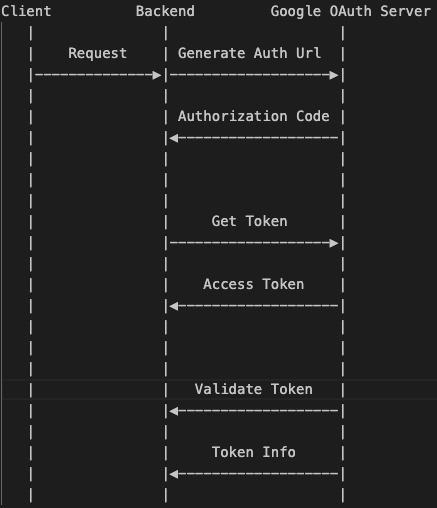 Client Backend Google OAuth Server
Request Generate Auth Url
Authorization Code
Get Token
Access Token
Validate Token
Token Info